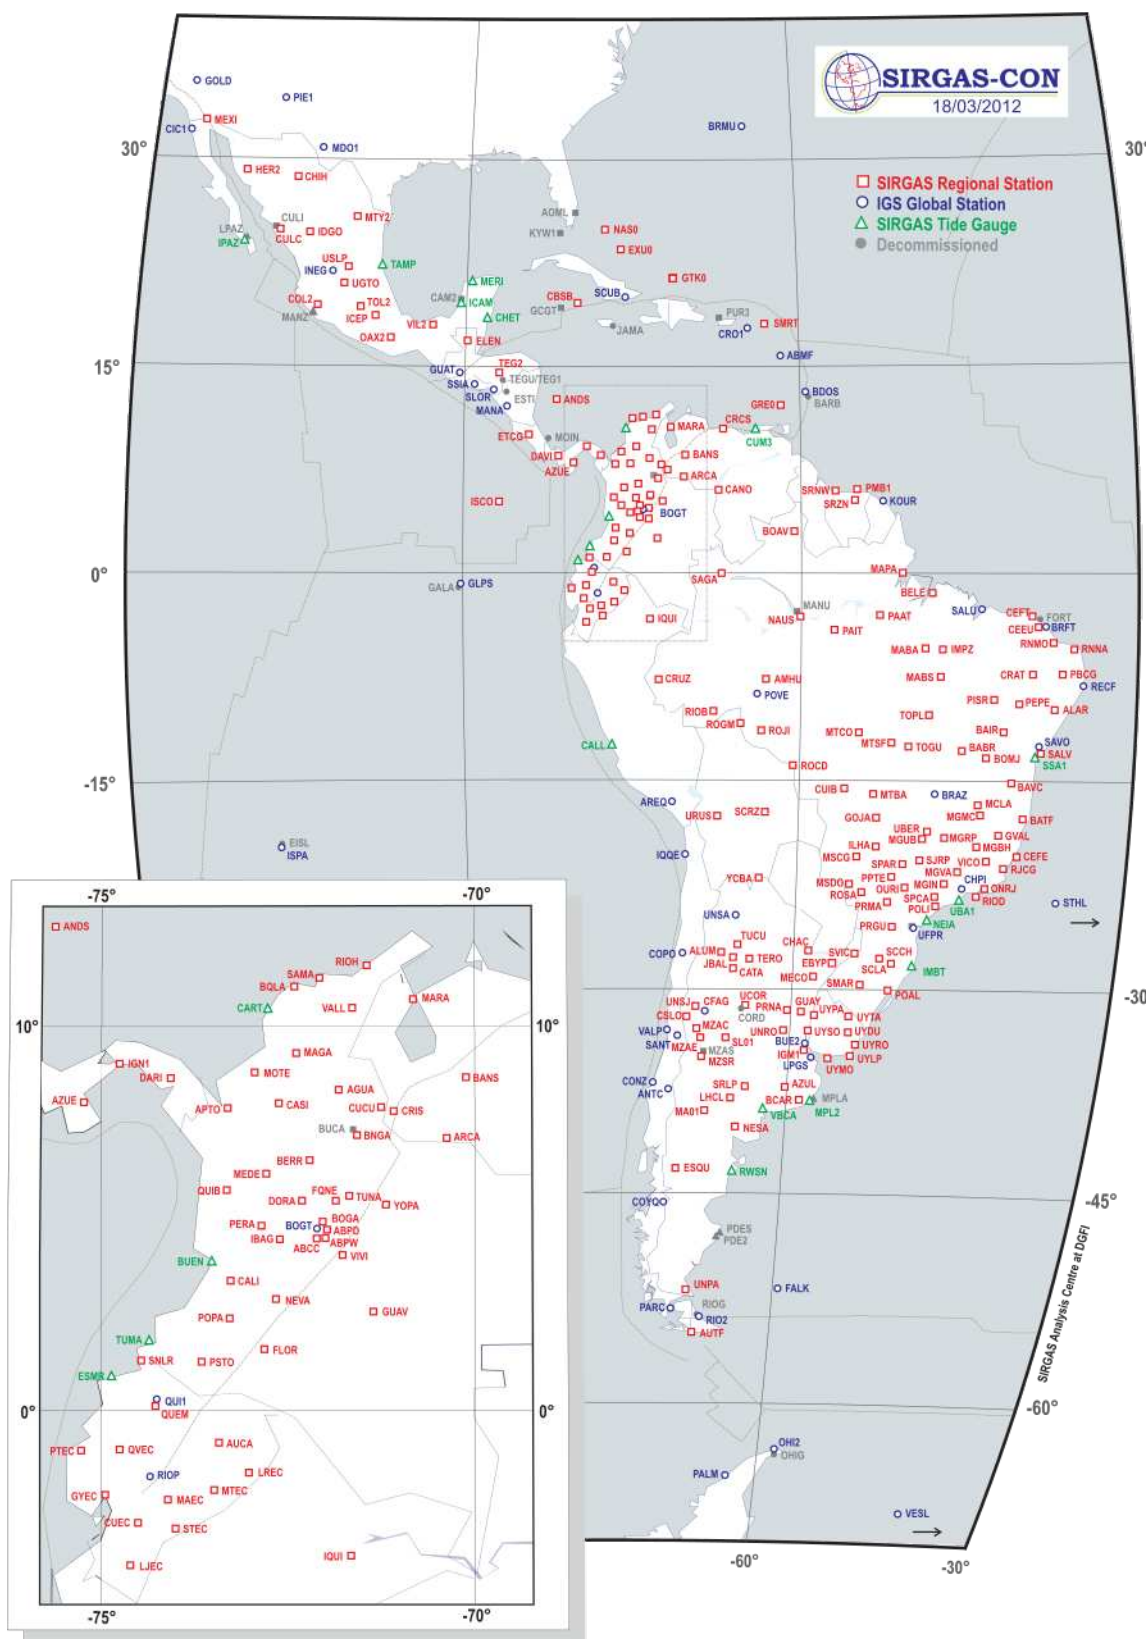 SIRGAS-CON
18/03/2012
SIRGAS Regional Station
IGS Global Station
SIRGAS Tide Gauge
Decommissioned
GOLD
PIE1
MEXI
CIC1
MDO1
BRMU
30°
30°
HER2
CHIH
CULI
MTY2
AOML
LPAZ
CULC
IDGO
KYW1
NAS0
IPAZ
EXU0
USLP
TAMP
INEG
UGTO
MERI
GTK0
COL2
TOL2
CAM2
ICAM
CBSB
SCUB
MANZ
ICEP
CHET
GCGT
PUR3
VIL2
JAMA
SMRT
OAX2
ELEN
CRO1
15°
ABMF
GUAT
TEG2
SSIA
TEGU/TEG1
SLOR
ESTI
BDOS
MANA
ANDS
BARB
GRE0
ETCG
MOIN
MARA
CRCS
CUM3
DAVI
BANS
AZUE
ARCA
CANO
SRNW
PMB1
ISCO
SRZN
KOUR
BOGT
BOAV
0°
SAGA
MAPA
GALA
GLPS
BELE
MANU
SALU
NAUS
PAAT
CEFT
FORT
IQUI
PAIT
CEEU
BRFT
RNMO
RNNA
MABA
IMPZ
CRUZ
AMHU
MABS
CRAT
PBCG
POVE
RECF
PISR
PEPE
RIOB
TOPL
ALAR
ROGM
ROJI
MTCO
BAIR
CALL
MTSF
TOGU
BABR
SAVO
SALV
BOMJ
SSA1
ROCD
-15°
CUIB
MTBA
BRAZ
BAVC
AREQ
MCLA
URUS
SCRZ
GOJA
MGMC
BATF
UBER
MGUB
MGRP
GVAL
EISL
ISPA
IQQE
ILHA
MGBH
MSCG
SPAR
SJRP
VICO
CEFE
RJCG
YCBA
MSDO
PPTE
MGVA
OURI
MGIN
CHPI
ONRJ
ROSA
SPCA
RIOD
PRMA
POLI
UBA1
STHL
UNSA
PRGU
NEIA
UFPR
COPO
ALUM
TUCU
CHAC
SVIC
SCCH
JBAL
TERO
EBYP
SCLA
IMBT
CATA
MECO
SMAR
POAL
-30°
UNSJ
CFAG
UCOR
PRNA
GUAY
CSLO
CORD
UYPA
UYTA
VALP
MZAC
UNRO
UYSO
UYDU
SANT
MZAE
SL01
BUE2
UYRO
MZAS
IGM1
MZSR
LPGS
UYMO
UYLP
CONZ
ANTC
SRLP
AZUL
LHCL
BCAR
MPLA
MA01
VBCA
MPL2
NESA
ESQU
RWSN
COYQ
-45°
PDES
PDE2
UNPA
FALK
PARC
RIOG
RIO2
AUTF
SIRGAS Analysis Centre at DGFI
-60°
OHI2
OHIG
PALM
VESL
-60°
-30°
-75°
-70°
ANDS
RIOH
SAMA
BQLA
MARA
CART
VALL
10°
10°
IGN1
MAGA
DARI
MOTE
BANS
AZUE
AGUA
APTO
CASI
CUCU
CRIS
BUCA
BNGA
ARCA
BERR
MEDE
QUIB
FQNE
TUNA
DORA
YOPA
BOGA
PERA
BOGT
ABPD
IBAG
ABCC
ABPW
VIVI
BUEN
CALI
NEVA
GUAV
POPA
TUMA
FLOR
SNLR
PSTO
ESMR
QUI1
0°
QUEM
0°
PTEC
QVEC
AUCA
RIOP
LREC
GYEC
MTEC
MAEC
CUEC
STEC
IQUI
LJEC
-75°
-70°